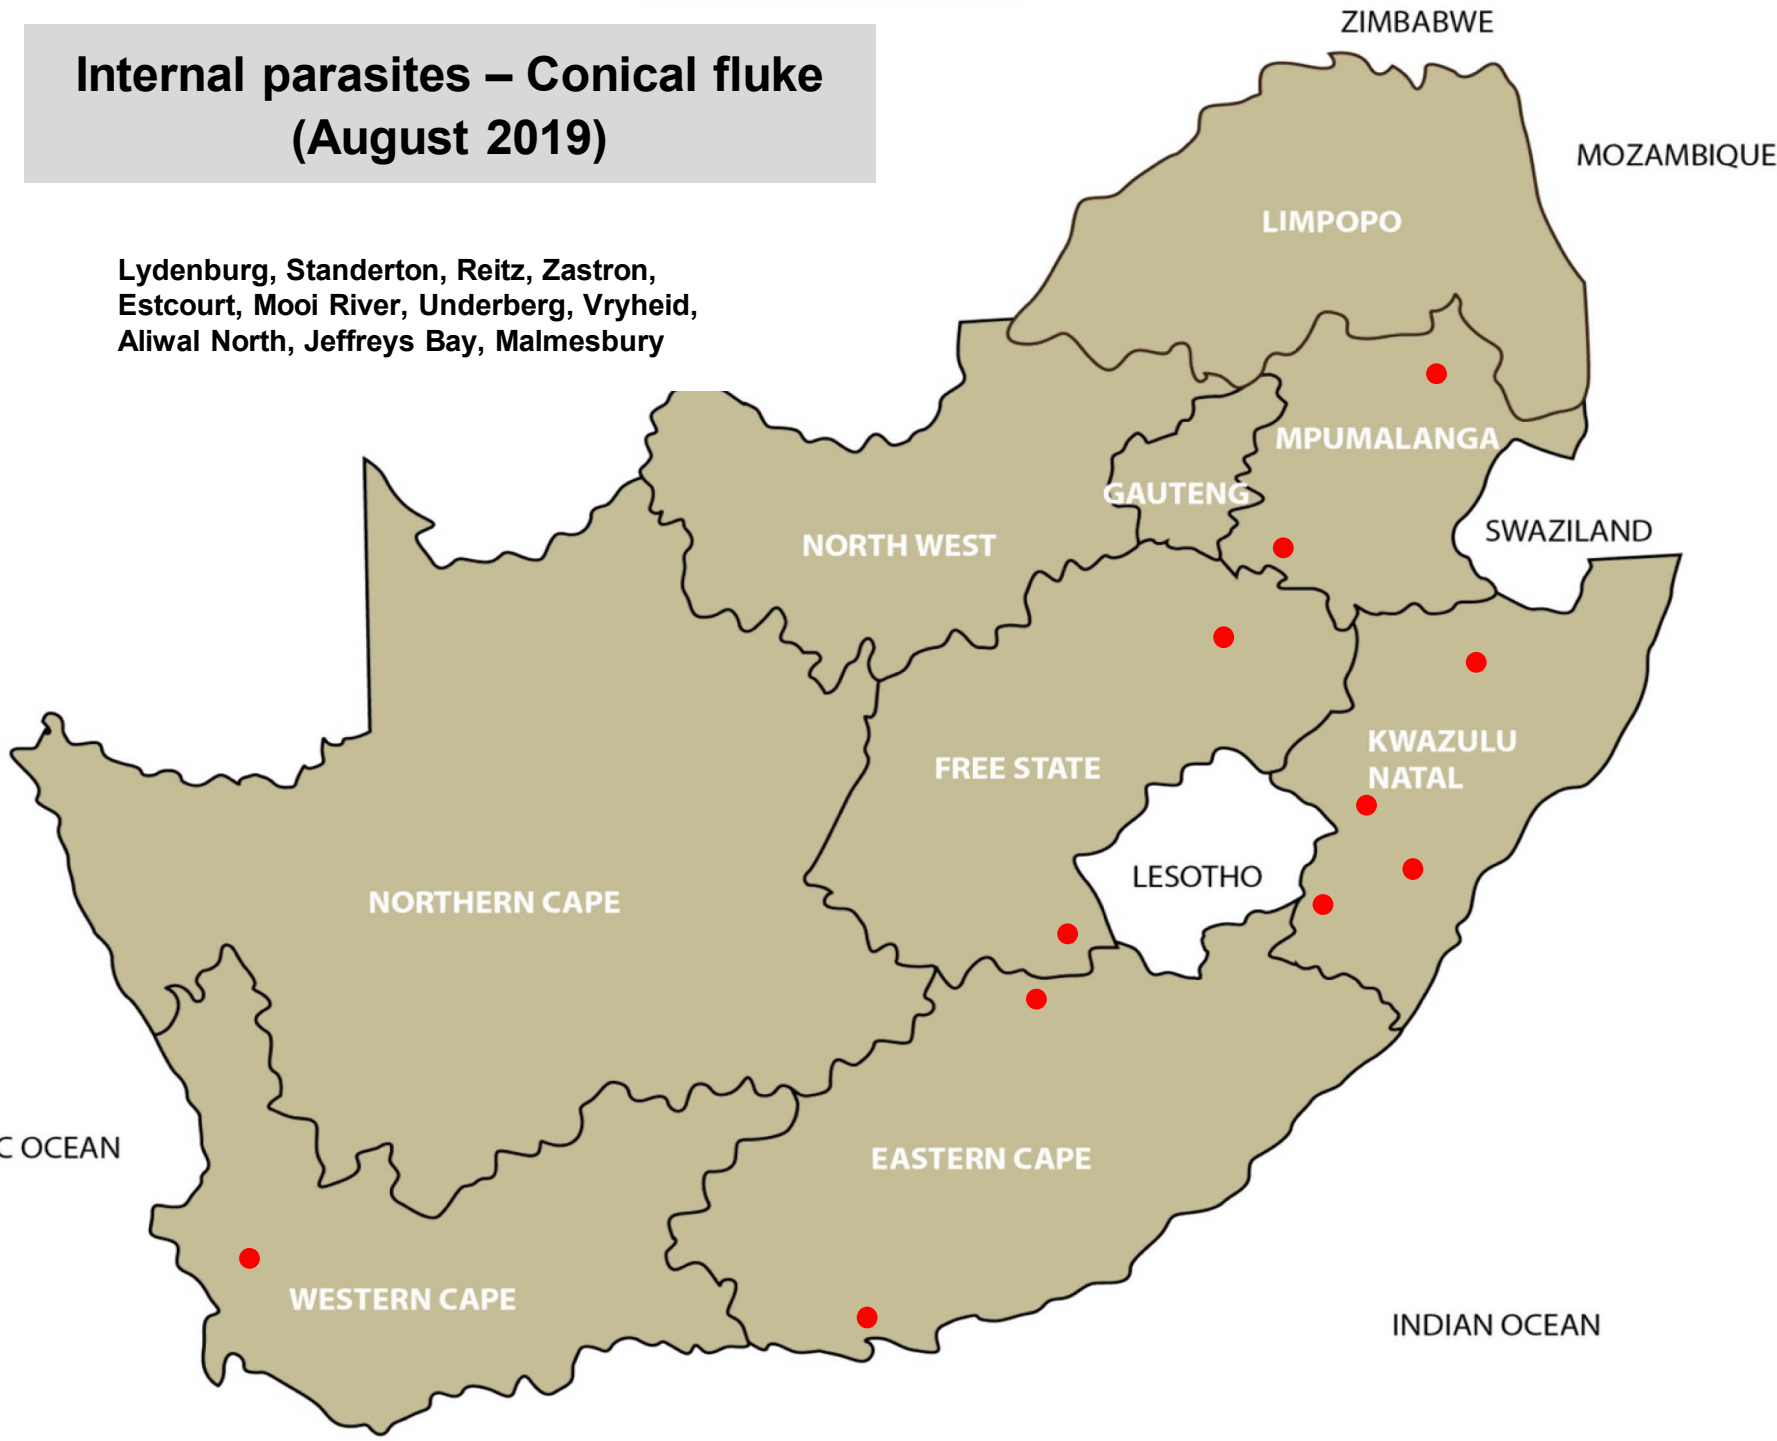 Internal parasites – Conical fluke
(August 2019)
Lydenburg, Standerton, Reitz, Zastron,
Estcourt, Mooi River, Underberg, Vryheid,
Aliwal North, Jeffreys Bay, Malmesbury
ZIMBABWE
MOZAMBIQUE
LIMPOPO
MPUMALANGA
GAUTENG
NORTH WEST
SWAZILAND
KWAZULU
NATAL
FREE STATE
LESOTHO
NORTHERN CAPE
C OCEAN
EASTERN CAPE
WESTERN CAPE
INDIAN OCEAN